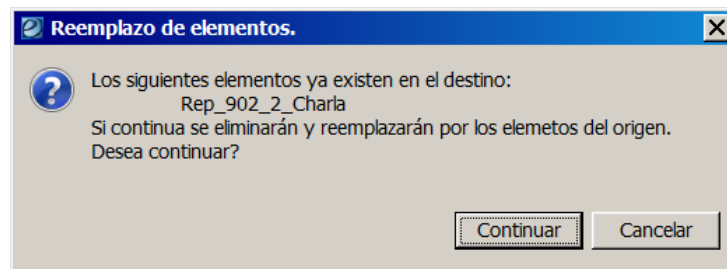 Reemplazo de elementos.
Los siguientes elementos ya existen en el destino:
Rep_902_2_Charla
Si continua se eliminarán y reemplazarán por los elemetos del origen.
Desea continuar?
Continuar Cancelar